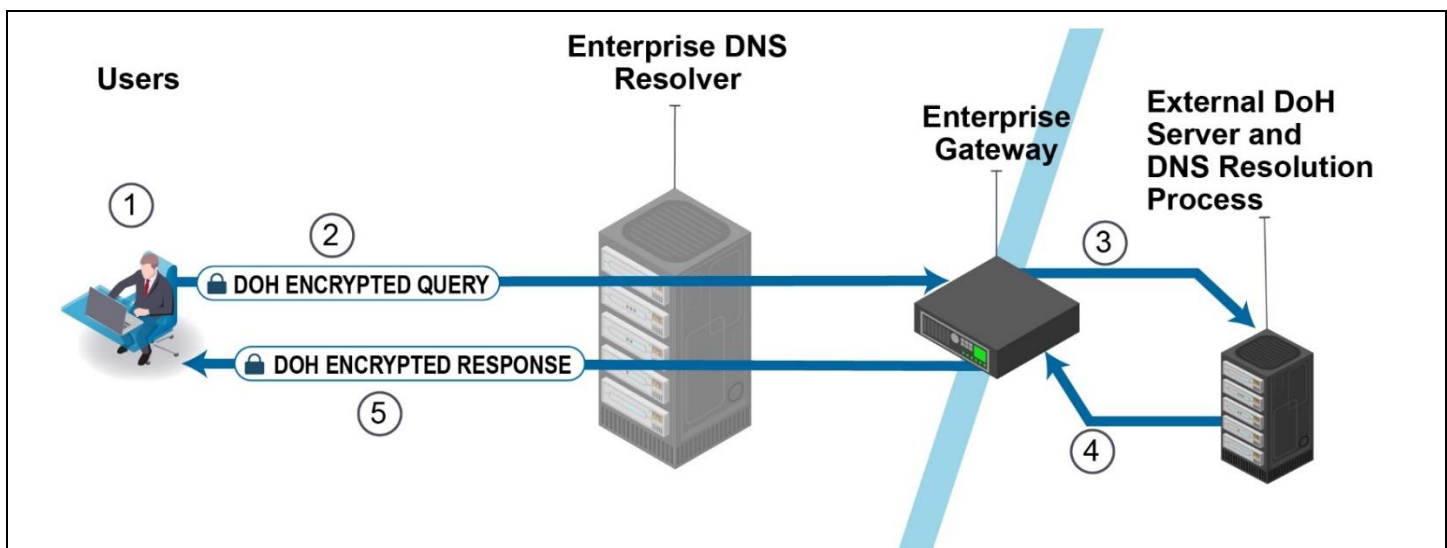 Users
Enterprise DNS
Resolver
Enterprise
Gateway
External DoH
Server and
DNS Resolution
Process
1
2
DOH ENCRYPTED QUERY
3
DOH ENCRYPTED RESPONSE
5
4